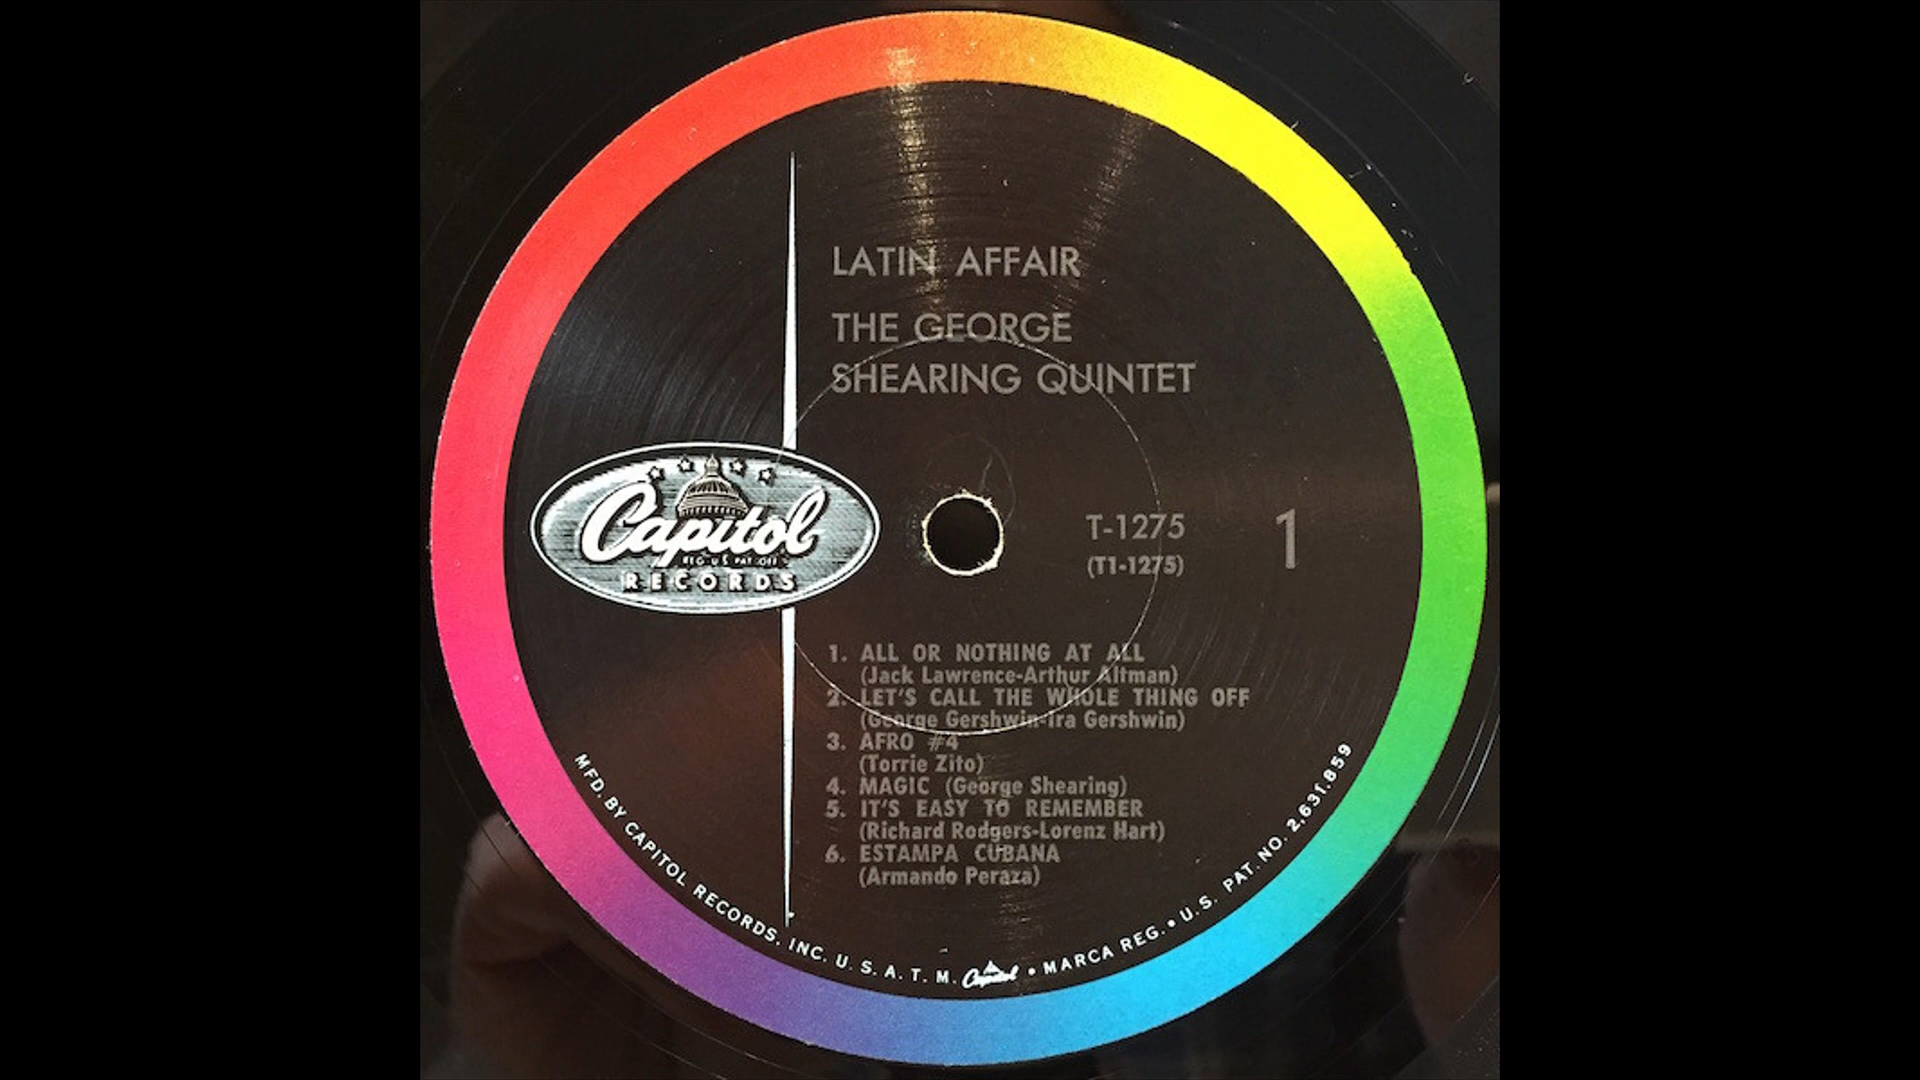 LATIN AFFAIR
THE GEORGE
SHEARING QUINTET
Capitol
REG. U.S. PAT. OFF.
RECORDS
T-1275
(T1-1275)
1
1. ALL OR NOTHING AT ALL
(Jack Lawrence-Arthur Altman)
2. LET'S CALL THE WHOLE THING OFF
(George Gershwin-Ira Gershwin)
3. AFRO #4
(Torrie Zito)
4. MAGIC (George Shearing)
5. IT'S EASY TO REMEMBER
(Richard Rodgers-Lorenz Hart)
6. ESTAMPA CUBANA
(Armando Peraza)
MFD. BY CAPITOL RECORDS, INC. U. S. A. T. M. Capitol • MARCA REG. • U.S. PAT. NO. 2,631,859